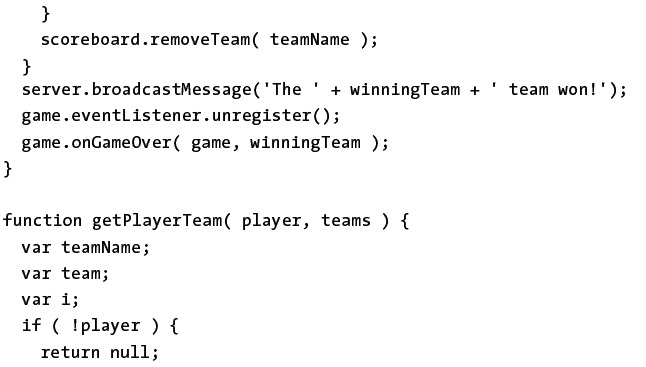 }
    scoreboard.removeTeam( teamName );
  }
  server.broadcastMessage('The ' + winningTeam + ' team won!');
  game.eventListener.unregister();
  game.onGameOver( game, winningTeam );
}

function getPlayerTeam( player, teams ) {
  var teamName;
  var team;
  var i;
  if ( !player ) {
    return null;